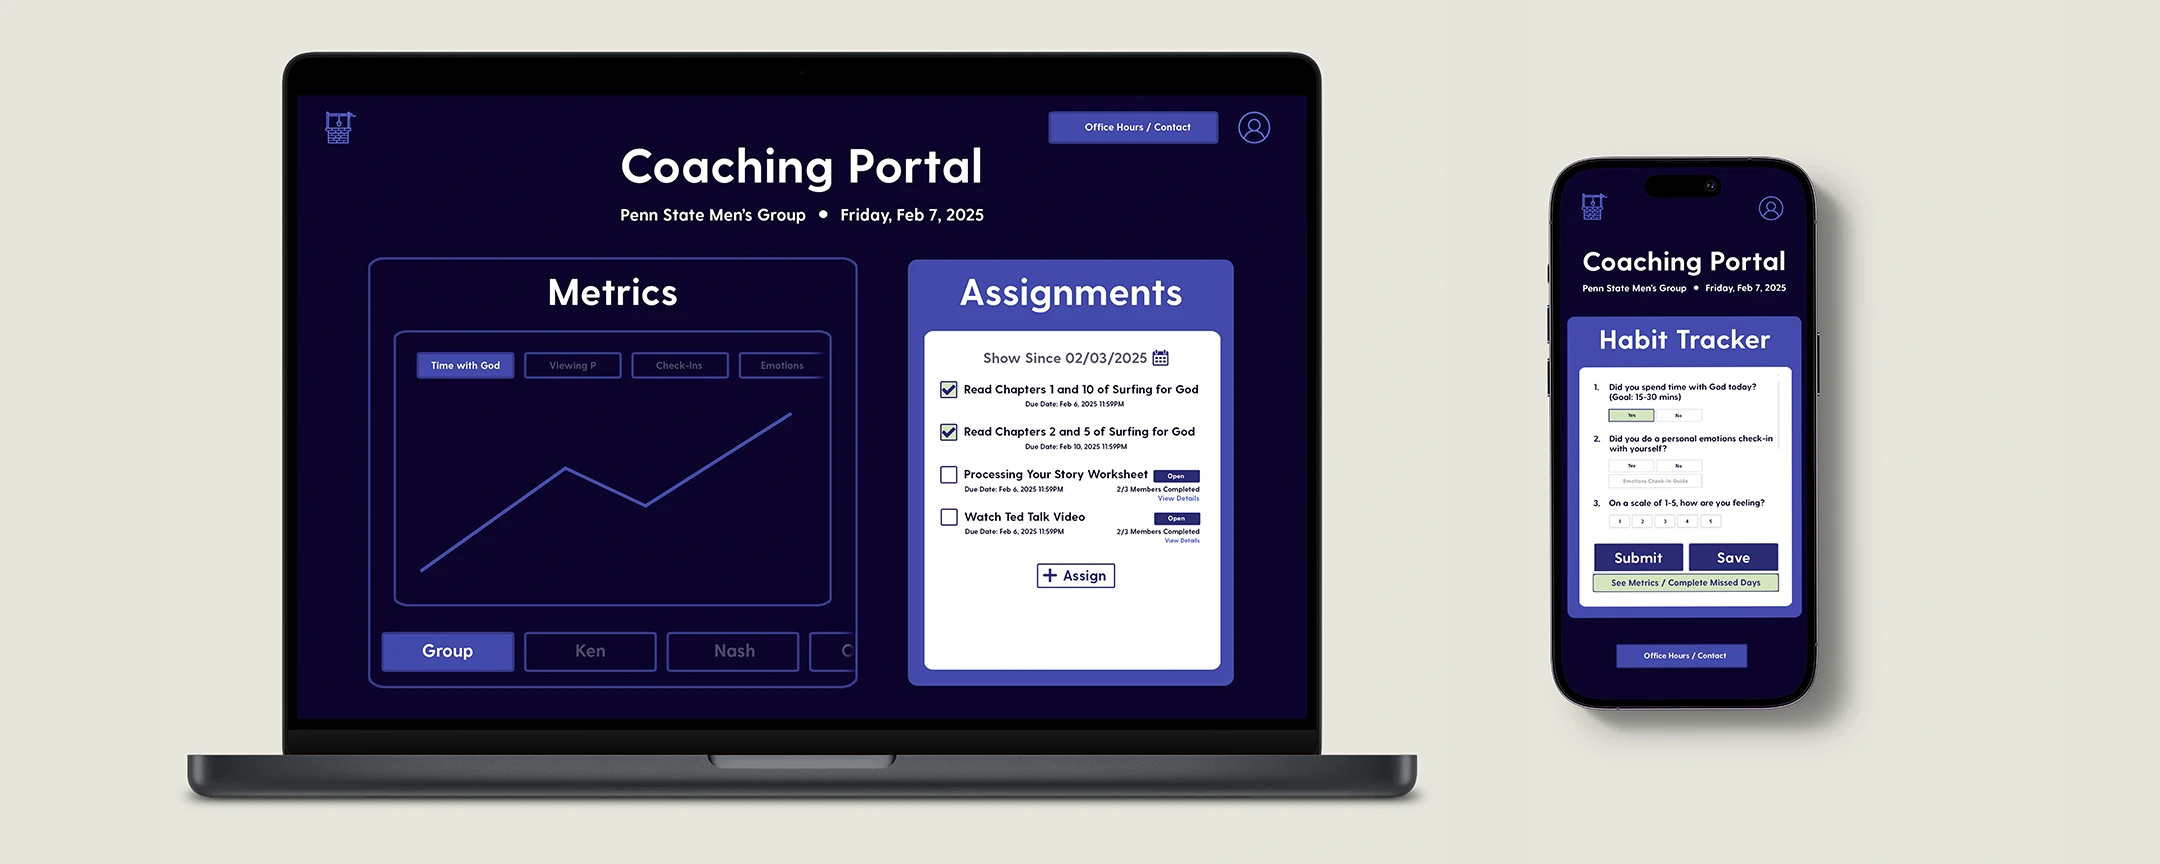 Office Hours / Contact
Coaching Portal
Penn State Men's Group • Friday, Feb 7, 2025
Metrics
Time with God
Viewing P
Check-Ins
Emotions
Group
Ken
Nash
C
Assignments
Show Since 02/03/2025
Read Chapters 1 and 10 of Surfing for God
Due Date: Feb 6, 2025 11:59PM
Read Chapters 2 and 5 of Surfing for God
Due Date: Feb 10, 2025 11:59PM
Processing Your Story Worksheet Open
Due Date: Feb 6, 2025 11:59PM 2/3 Members Completed
View Details
Watch Ted Talk Video Open
Due Date: Feb 6, 2025 11:59PM 2/3 Members Completed
View Details
+ Assign
Coaching Portal
Penn State Men's Group • Friday, Feb 7, 2025
Habit Tracker
1. Did you spend time with God today?
(Goal: 15-30 mins)
Yes No
2. Did you do a personal emotions check-in
with yourself?
Yes No
Emotions Check-in Guide
3. On a scale of 1-5, how are you feeling?
1 2 3 4 5
Submit Save
See Metrics / Complete Missed Days
Office Hours / Contact